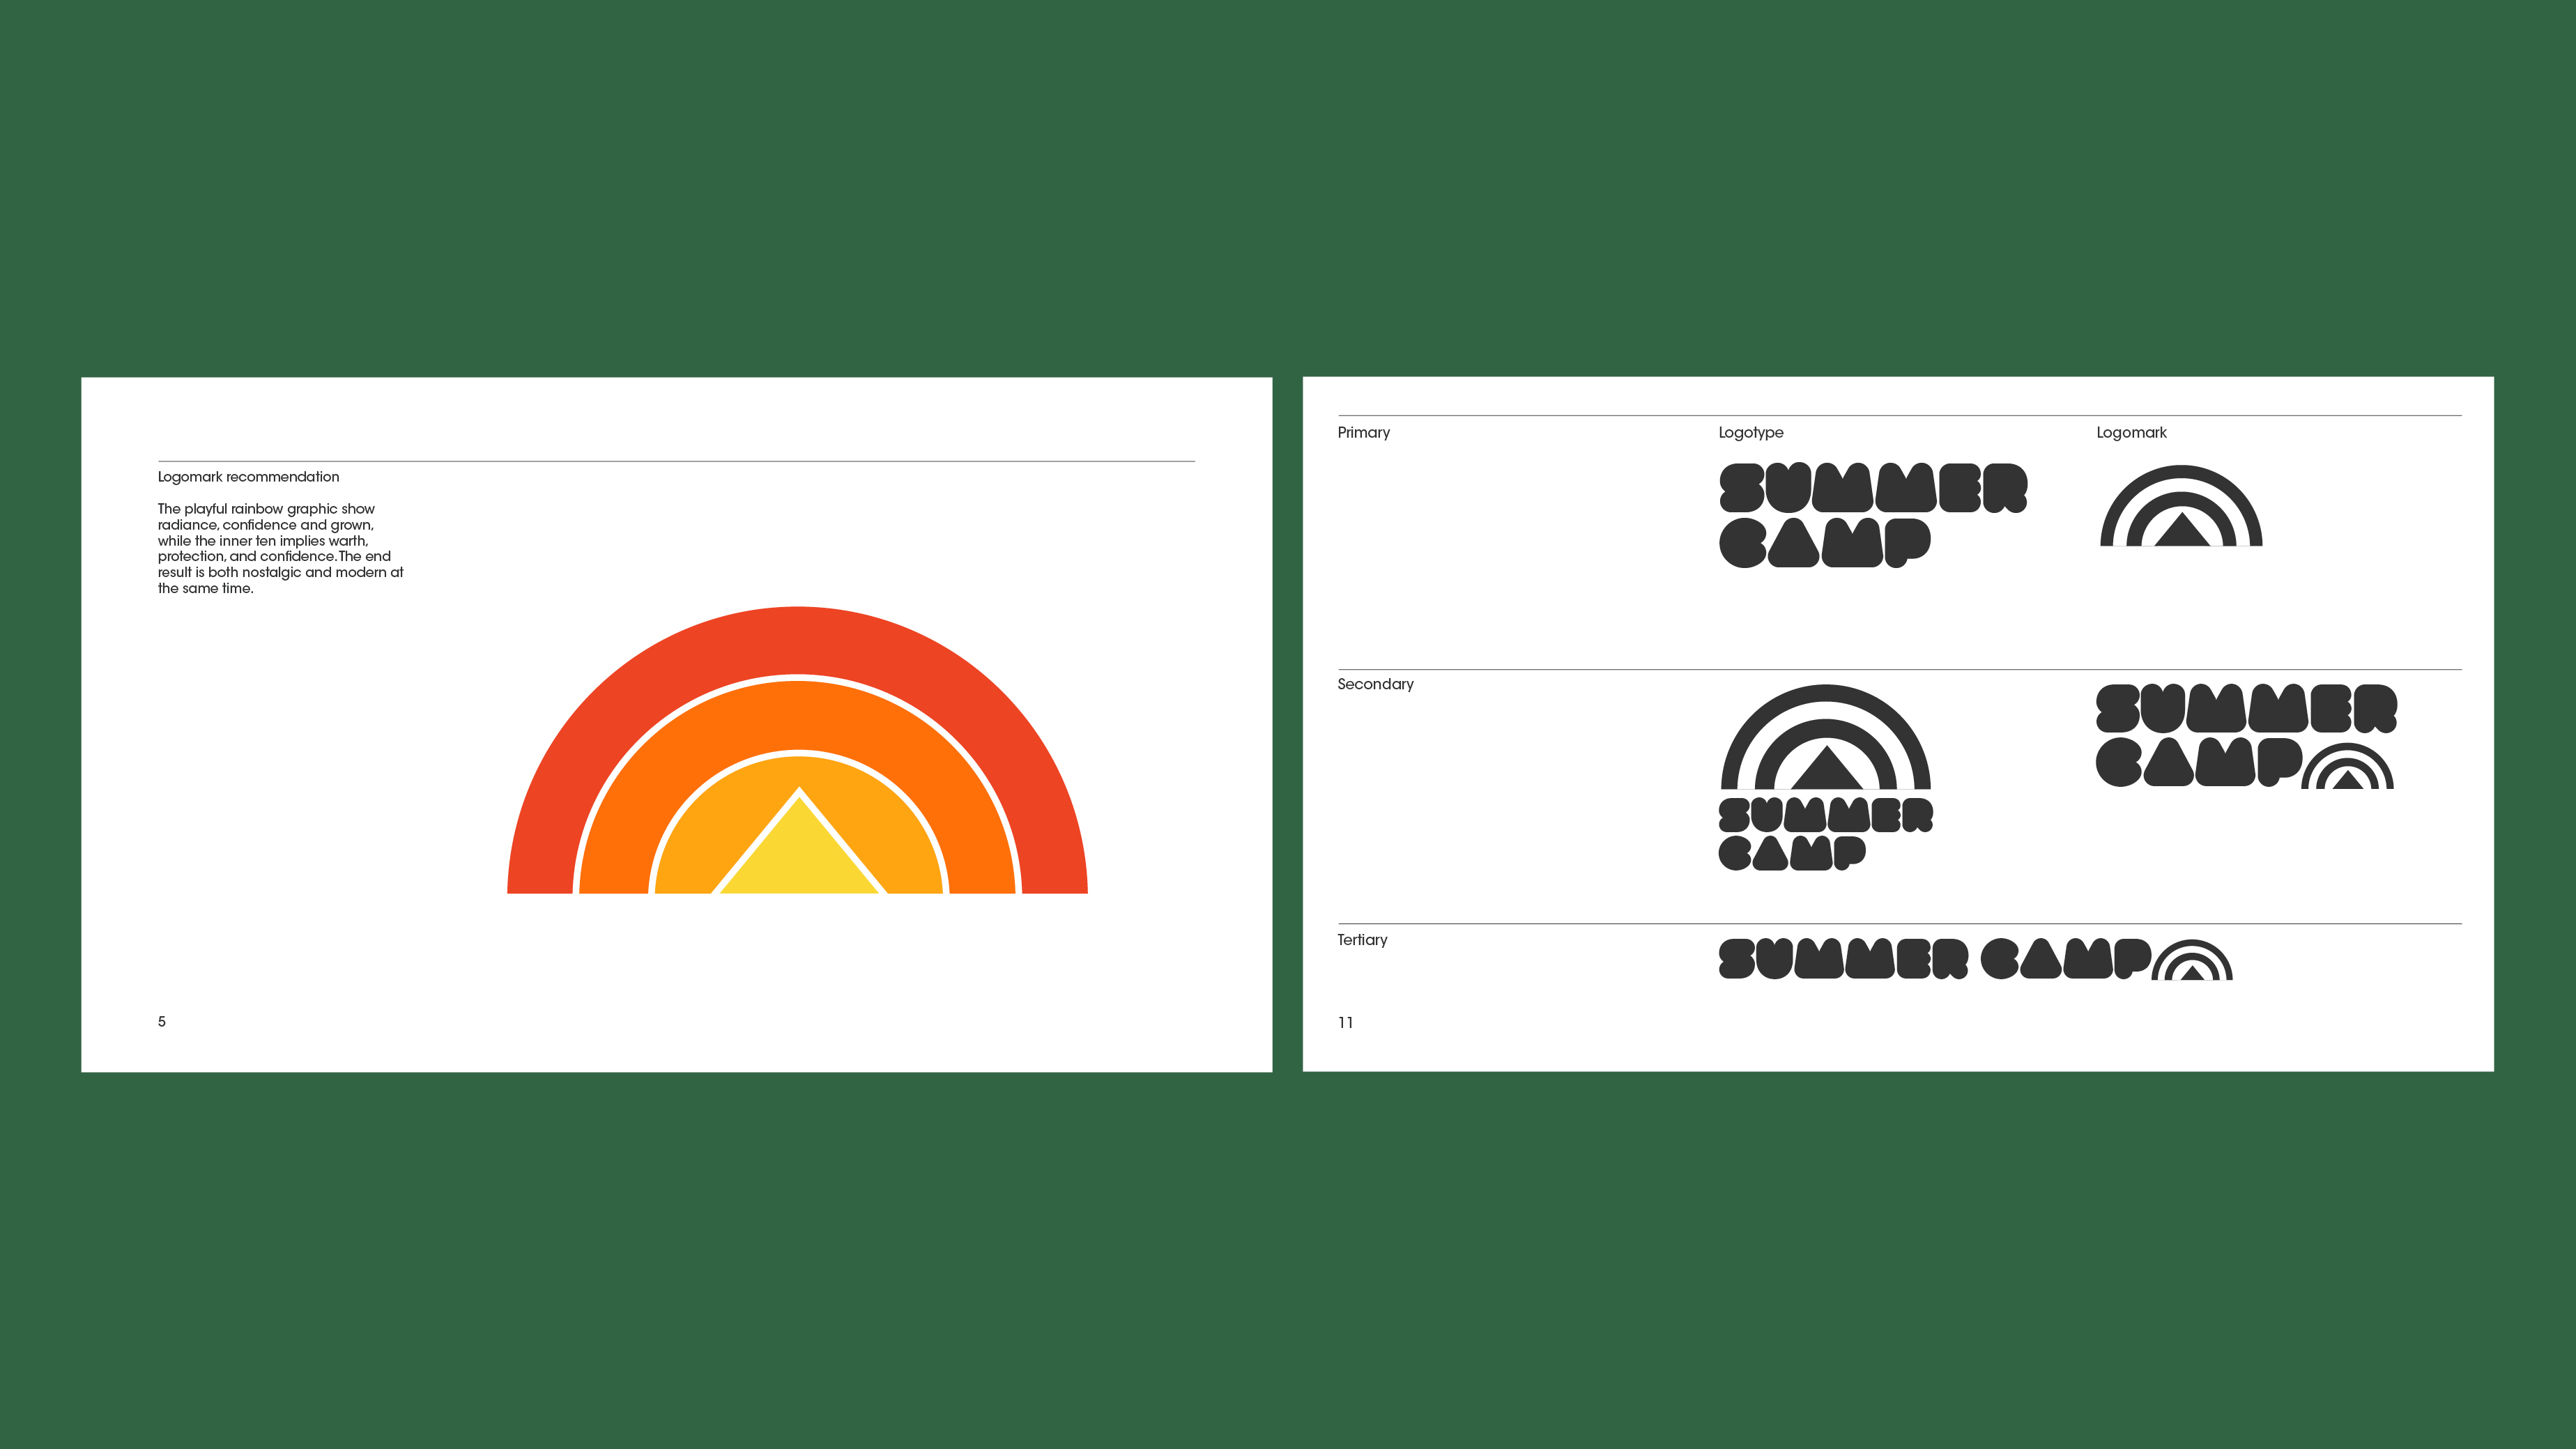 Logomark recommendation
The playful rainbow graphic show
radiance, confidence and grown,
while the inner ten implies warth,
protection, and confidence. The end
result is both nostalgic and modern at
the same time.
5
Primary
Logotype
Logomark
SUMMER
CAMP
Secondary
SUMMER
CAMP
SUMMER
CAMP
Tertiary
SUMMER CAMP
11